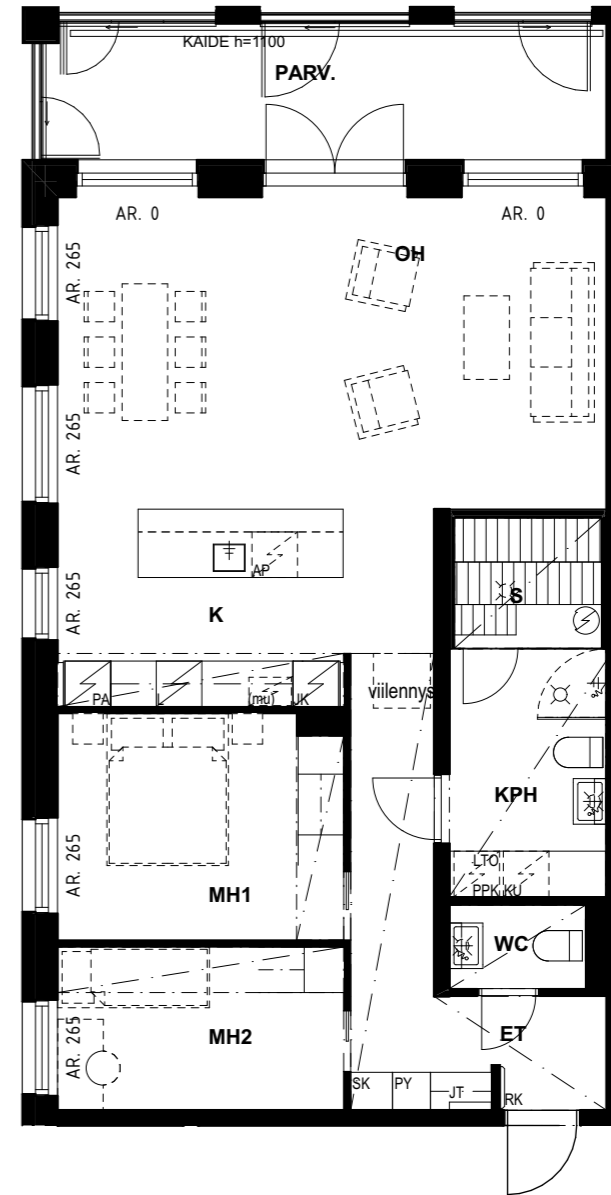 KAIDE h=1100
PARV.
AR. 0
AR. 0
OH
AR. 265
AR. 265
AR. 265
AP
K
S
PA
L
(mu)
JK
viilennys
KPH
LTO
PPK
KU
AR. 265
MH1
WC
AR. 265
MH2
ET
SK
PY
JT
RK